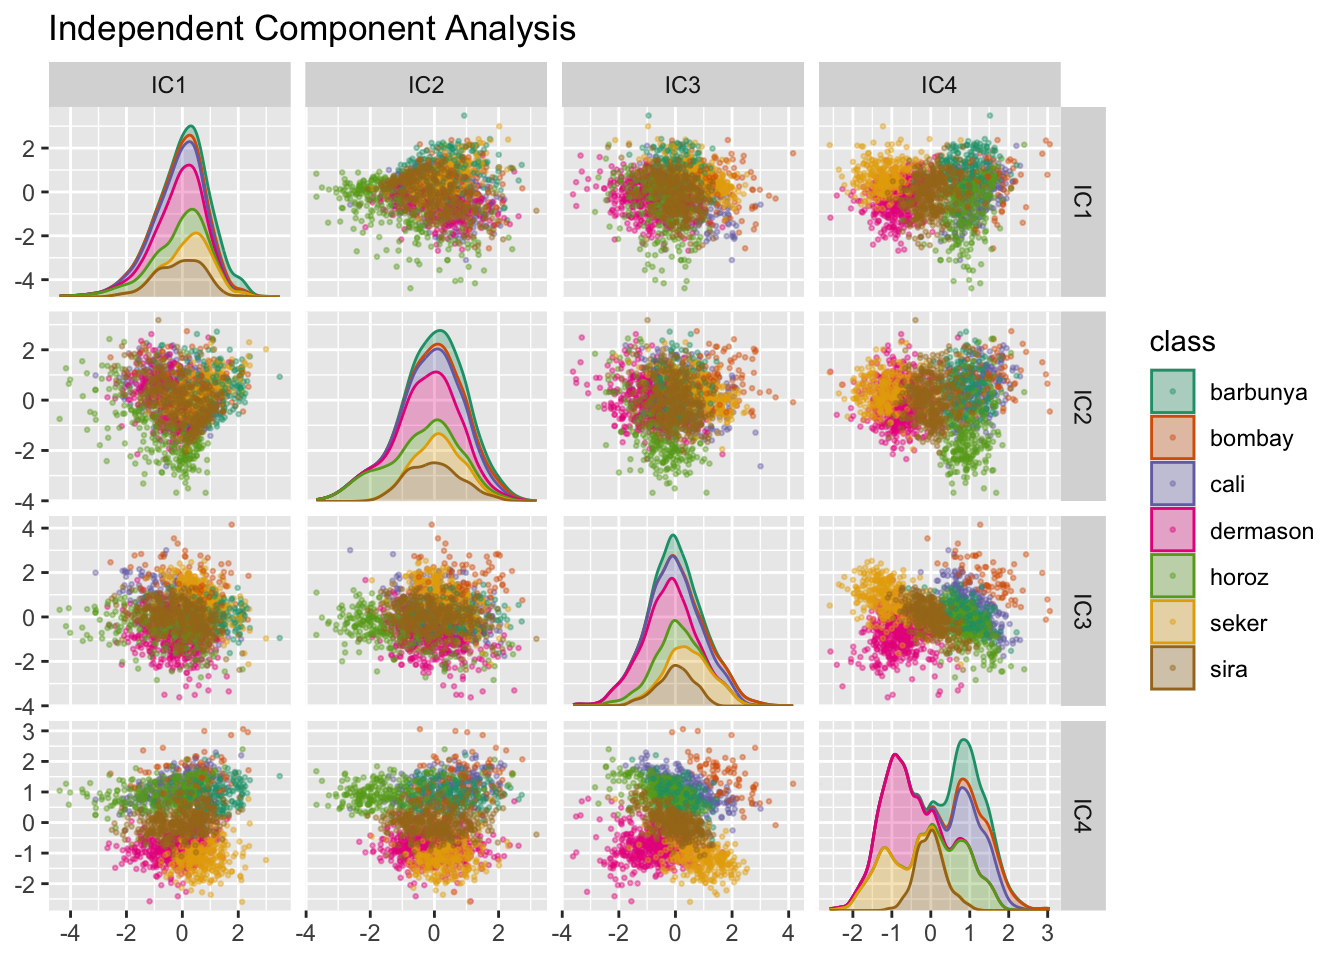 Independent Component Analysis
IC1 IC2 IC3 IC4
2
0
-2
-4
IC1
2
0
-2
-4
IC2
class
barbunya
bombay
cali
dermason
horoz
seker
sira
4
2
0
-2
-4
IC3
3
2
1
0
-1
-2
IC4
-4 -2 0 2 -4 -2 0 2 -4 -2 0 2 4 -2 -1 0 1 2 3